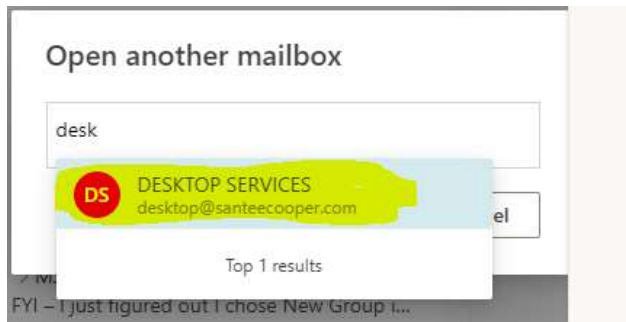 Open another mailbox
desk
DS
DESKTOP SERVICES
desktop@santeecooper.com
el
Top 1 results
FYI – I just figured out I chose New Group i...